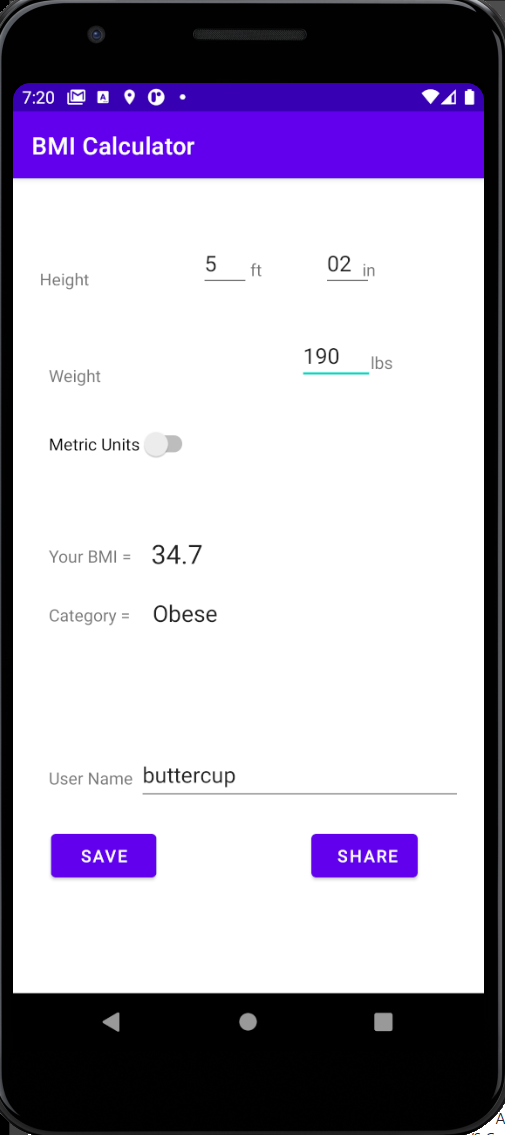 7:20
BMI Calculator
Height 5 ft 02 in
Weight 190 lbs
Metric Units
Your BMI = 34.7
Category = Obese
User Name buttercup
SAVE SHARE